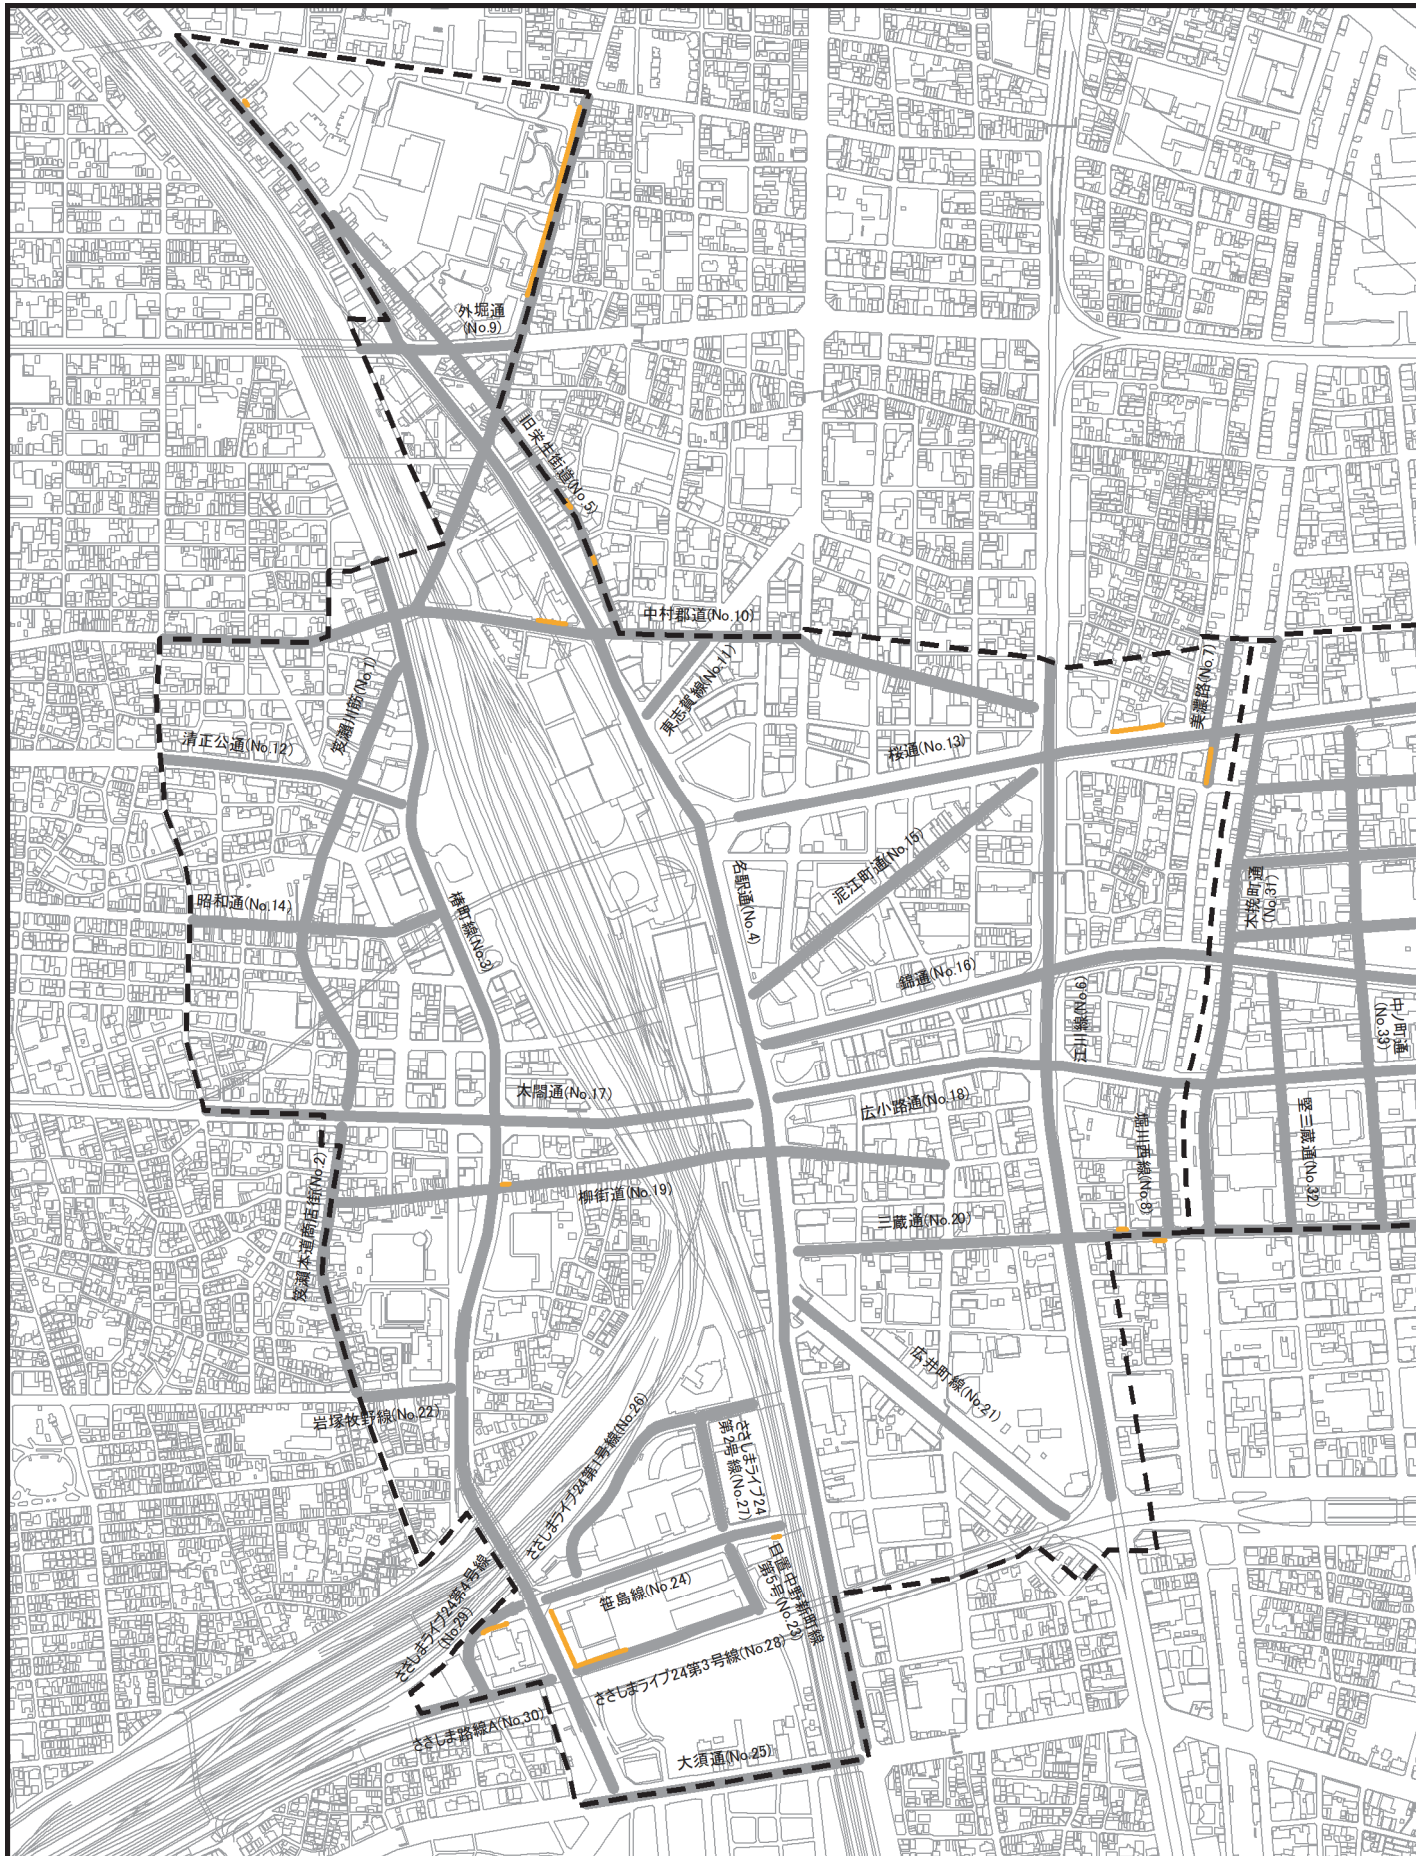 外堀通
(No.9)
旧栄生街道(No.5)
中村郡道(No.10)
東志賀線(No.11)
笈瀬川筋(No.1)
美濃路(No.7)
清正公通(No.12)
桜通(No.13)
泥江町通(No.15)
名駅通(No.4)
木挽町通
(No.31)
昭和通(No.14)
椿町線(No.3)
錦通(No.16)
江川線(No.6)
中ノ町通
(No.33)
太閤通(No.17)
広小路通(No.18)
堀川西線(No.8)
竪三蔵通(No.32)
笈瀬本道商店街(No.2)
柳街道(No.19)
三蔵通(No.20)
広井町線(No.21)
岩塚牧野線(No.22)
ささしまライブ24第1号線(No.26)
ささしまライブ24
第2号線(No.27)
日置中野新町線
第5号(No.23)
笹島線(No.24)
ささしまライブ24第4号線
(No.29)
ささしまライブ24第3号線(No.28)
ささしま路線A(No.30)
大須通(No.25)